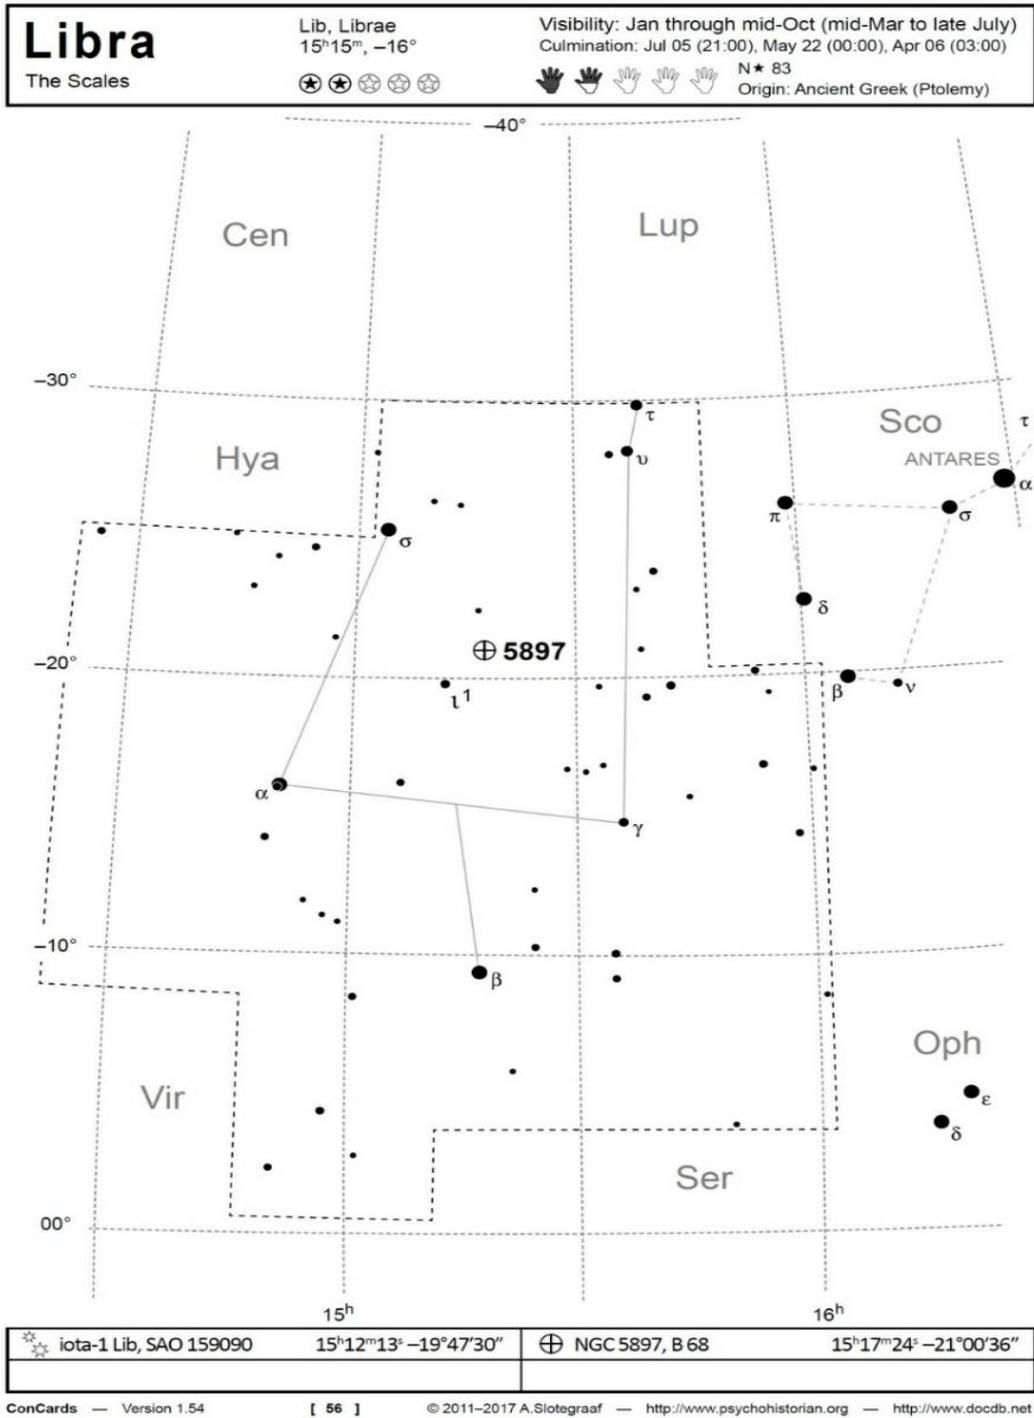 Libra
The Scales
Lib, Librae
15ʰ15ᵐ, –16°
Visibility: Jan through mid-Oct (mid-Mar to late July)
Culmination: Jul 05 (21:00), May 22 (00:00), Apr 06 (03:00)
N★ 83
Origin: Ancient Greek (Ptolemy)
–40°
Cen
Lup
–30°
τ
Sco
τ
Hya
υ
ANTARES
α
π
σ
σ
δ
⊕ 5897
–20°
ι¹
β
ν
α
γ
–10°
β
Oph
Vir
ε
δ
Ser
00°
15ʰ
16ʰ
iota-1 Lib, SAO 159090
15ʰ12ᵐ13ˢ –19°47’30”
⊕ NGC 5897, B 68
15ʰ17ᵐ24ˢ –21°00’36”
ConCards — Version 1.54
[ 56 ]
© 2011–2017 A.Slotegraaf — http://www.psychohistorian.org — http://www.docdb.net